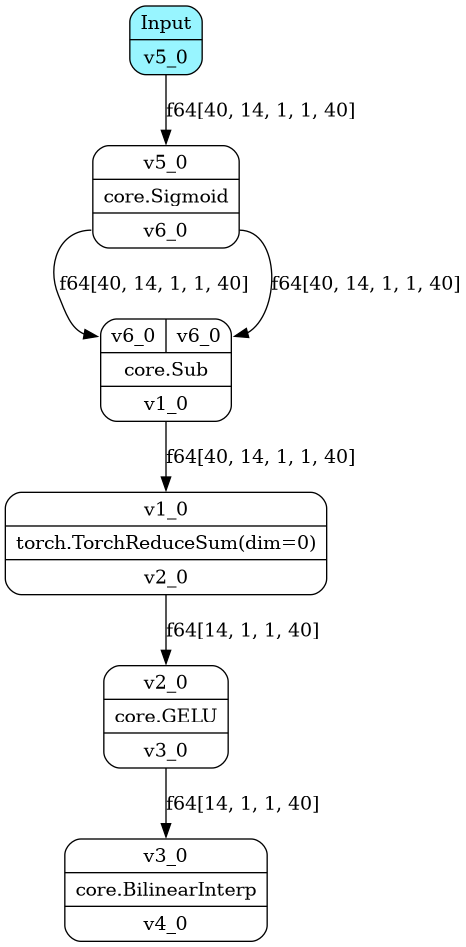 Input
v5_0
f64[40, 14, 1, 1, 40]
v5_0
core.Sigmoid
v6_0
f64[40, 14, 1, 1, 40] f64[40, 14, 1, 1, 40]
v6_0 v6_0
core.Sub
v1_0
f64[40, 14, 1, 1, 40]
v1_0
torch.TorchReduceSum(dim=0)
v2_0
f64[14, 1, 1, 40]
v2_0
core.GELU
v3_0
f64[14, 1, 1, 40]
v3_0
core.BilinearInterp
v4_0